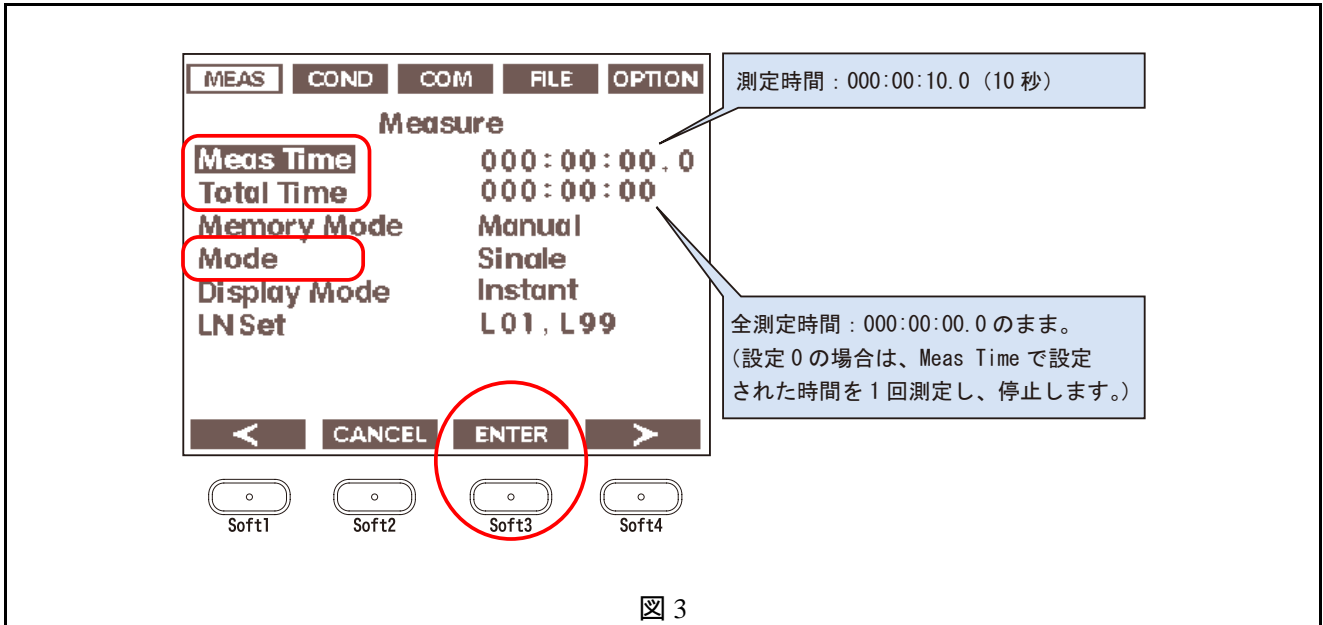 MEAS COND COM FILE OPTION
測定時間：000:00:10.0（10 秒）
Measure
Meas Time 000:00:00.0
Total Time 000:00:00
Memory Mode Manual
Mode Sinale
Display Mode Instant
LN Set L01, L99
全測定時間：000:00:00.0 のまま。
（設定 0 の場合は、Meas Time で設定
された時間を 1 回測定し、停止します。）
< CANCEL ENTER >
Soft1 Soft2 Soft3 Soft4
図 3